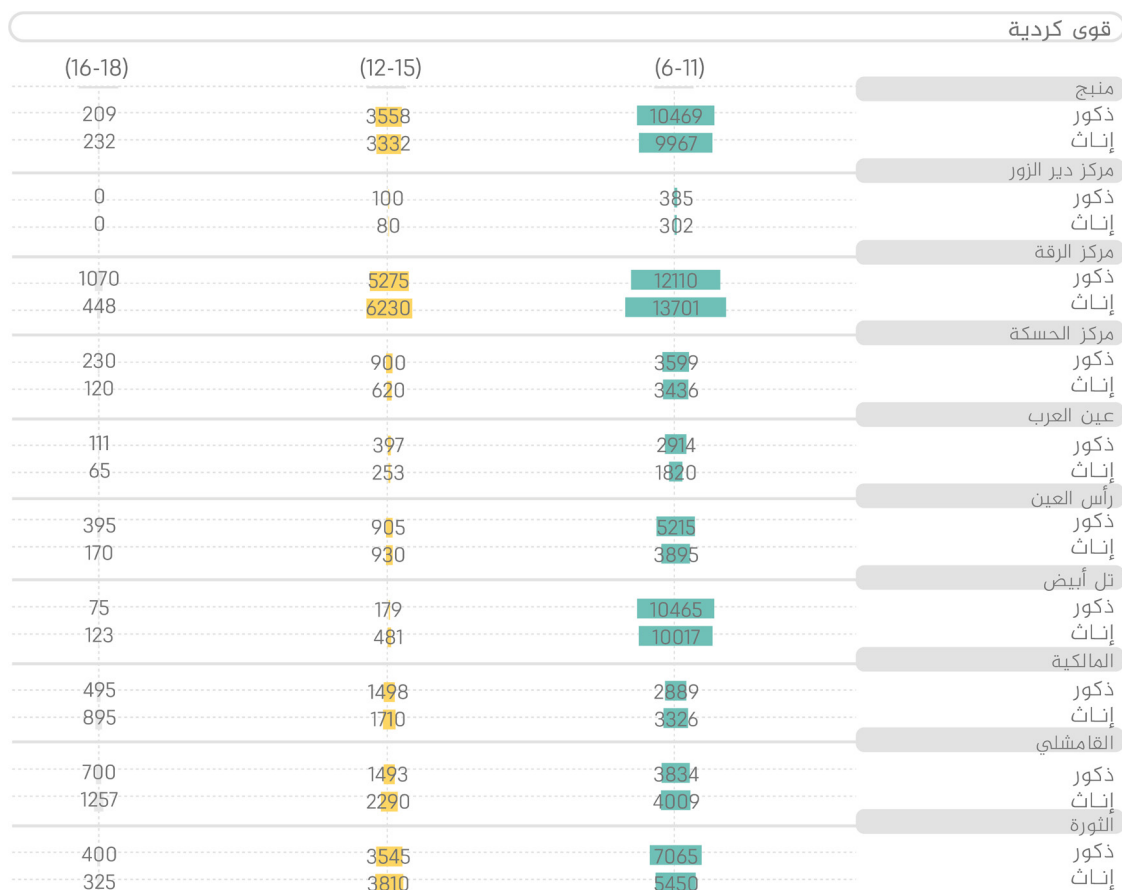 قوى كردية
(6-11) (12-15) (16-18)
منبج
ذكور 10469 3558 209
إناث 9967 3332 232
مركز دير الزور
ذكور 385 100 0
إناث 302 80 0
مركز الرقة
ذكور 12110 5275 1070
إناث 13701 6230 448
مركز الحسكة
ذكور 3599 900 230
إناث 3436 620 120
عين العرب
ذكور 2914 397 111
إناث 1820 253 65
رأس العين
ذكور 5215 905 395
إناث 3895 930 170
تل أبيض
ذكور 10465 179 75
إناث 10017 481 123
المالكية
ذكور 2889 1498 495
إناث 3326 1710 895
القامشلي
ذكور 3834 1493 700
إناث 4009 2290 1257
الثورة
ذكور 7065 3545 400
إناث 5450 3810 325